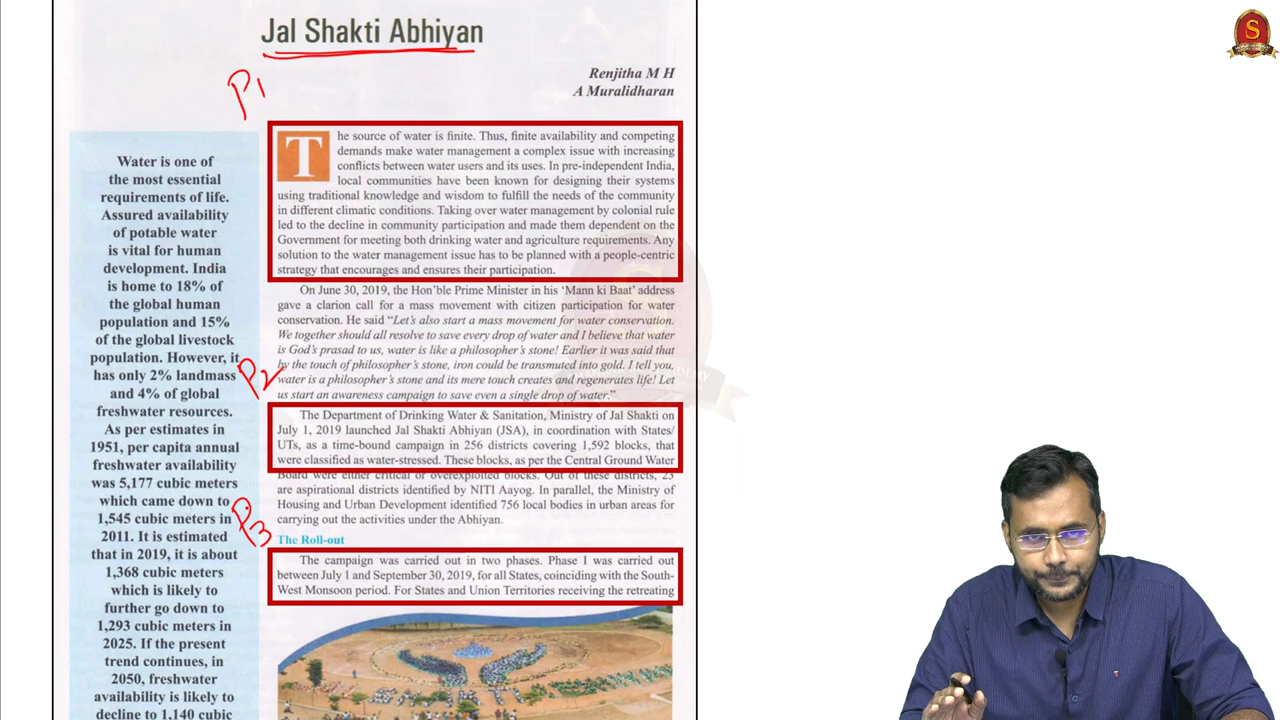 Jal Shakti Abhiyan
P1
Renjitha M H
A Muralidharan
Water is one of
the most essential
requirements of life.
Assured availability
of potable water
is vital for human
development. India
is home to 18% of
the global human
population and 15%
of the global livestock
population. However, it
has only 2% landmass
and 4% of global
freshwater resources.
As per estimates in
1951, per capita annual
freshwater availability
was 5,177 cubic meters
which came down to
1,545 cubic meters in
2011. It is estimated
that in 2019, it is about
1,368 cubic meters
which is likely to
further go down to
1,293 cubic meters in
2025. If the present
trend continues, in
2050, freshwater
availability is likely to
decline to 1,140 cubic
The source of water is finite. Thus, finite availability and competing
demands make water management a complex issue with increasing
conflicts between water users and its uses. In pre-independent India,
local communities have been known for designing their systems
using traditional knowledge and wisdom to fulfill the needs of the community
in different climatic conditions. Taking over water management by colonial rule
led to the decline in community participation and made them dependent on the
Government for meeting both drinking water and agriculture requirements. Any
solution to the water management issue has to be planned with a people-centric
strategy that encourages and ensures their participation.
On June 30, 2019, the Hon'ble Prime Minister in his 'Mann ki Baat' address
gave a clarion call for a mass movement with citizen participation for water
conservation. He said "Let's also start a mass movement for water conservation.
We together should all resolve to save every drop of water and I believe that water
is God's prasad to us, water is like a philosopher's stone! Earlier it was said that
by the touch of philosopher's stone, iron could be transmuted into gold. I tell you,
water is a philosopher's stone and its mere touch creates and regenerates life! Let
us start an awareness campaign to save even a single drop of water."
P2
The Department of Drinking Water & Sanitation, Ministry of Jal Shakti on
July 1, 2019 launched Jal Shakti Abhiyan (JSA), in coordination with States/
UTs, as a time-bound campaign in 256 districts covering 1,592 blocks, that
were classified as water-stressed. These blocks, as per the Central Ground Water
Board were either critical or overexploited blocks. Out of these districts, 25
are aspirational districts identified by NITI Aayog. In parallel, the Ministry of
Housing and Urban Development identified 756 local bodies in urban areas for
carrying out the activities under the Abhiyan.
P3
The Roll-out
The campaign was carried out in two phases. Phase I was carried out
between July 1 and September 30, 2019, for all States, coinciding with the South-
West Monsoon period. For States and Union Territories receiving the retreating
S